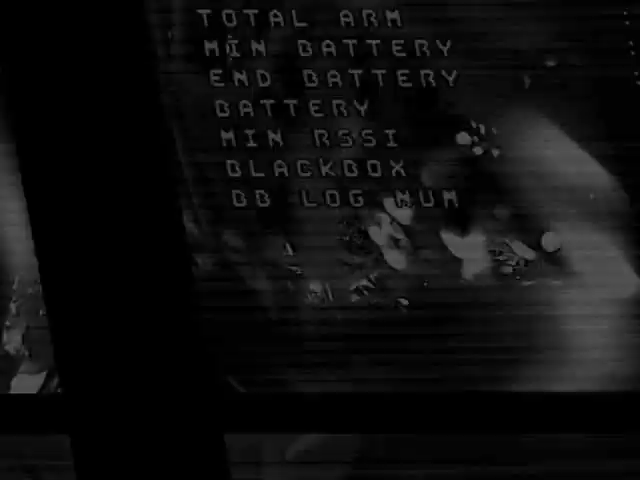 TOTAL ARM
MIN BATTERY
END BATTERY
BATTERY
MIN RSSI
BLACKBOX
BB LOG NUM